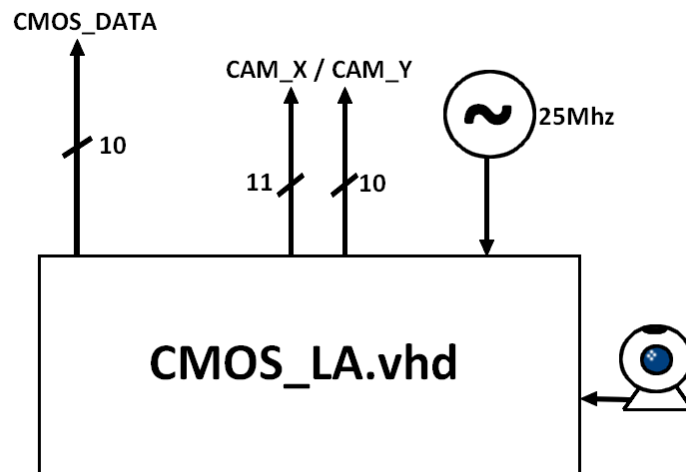 CMOS_DATA
CAM_X / CAM_Y
25Mhz
10
11
10
CMOS_LA.vhd